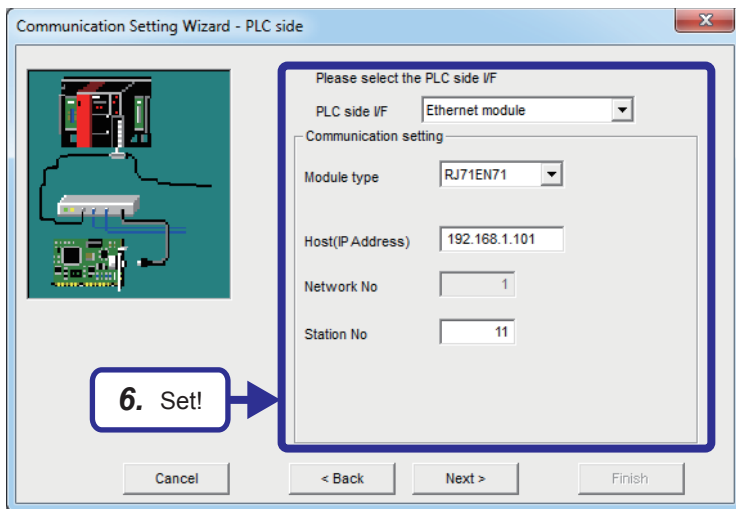 Communication Setting Wizard - PLC side
Please select the PLC side I/F
PLC side I/F Ethernet module
Communication setting
Module type RJ71EN71
Host(IP Address) 192.168.1.101
Network No 1
Station No 11
6. Set!
Cancel < Back Next > Finish